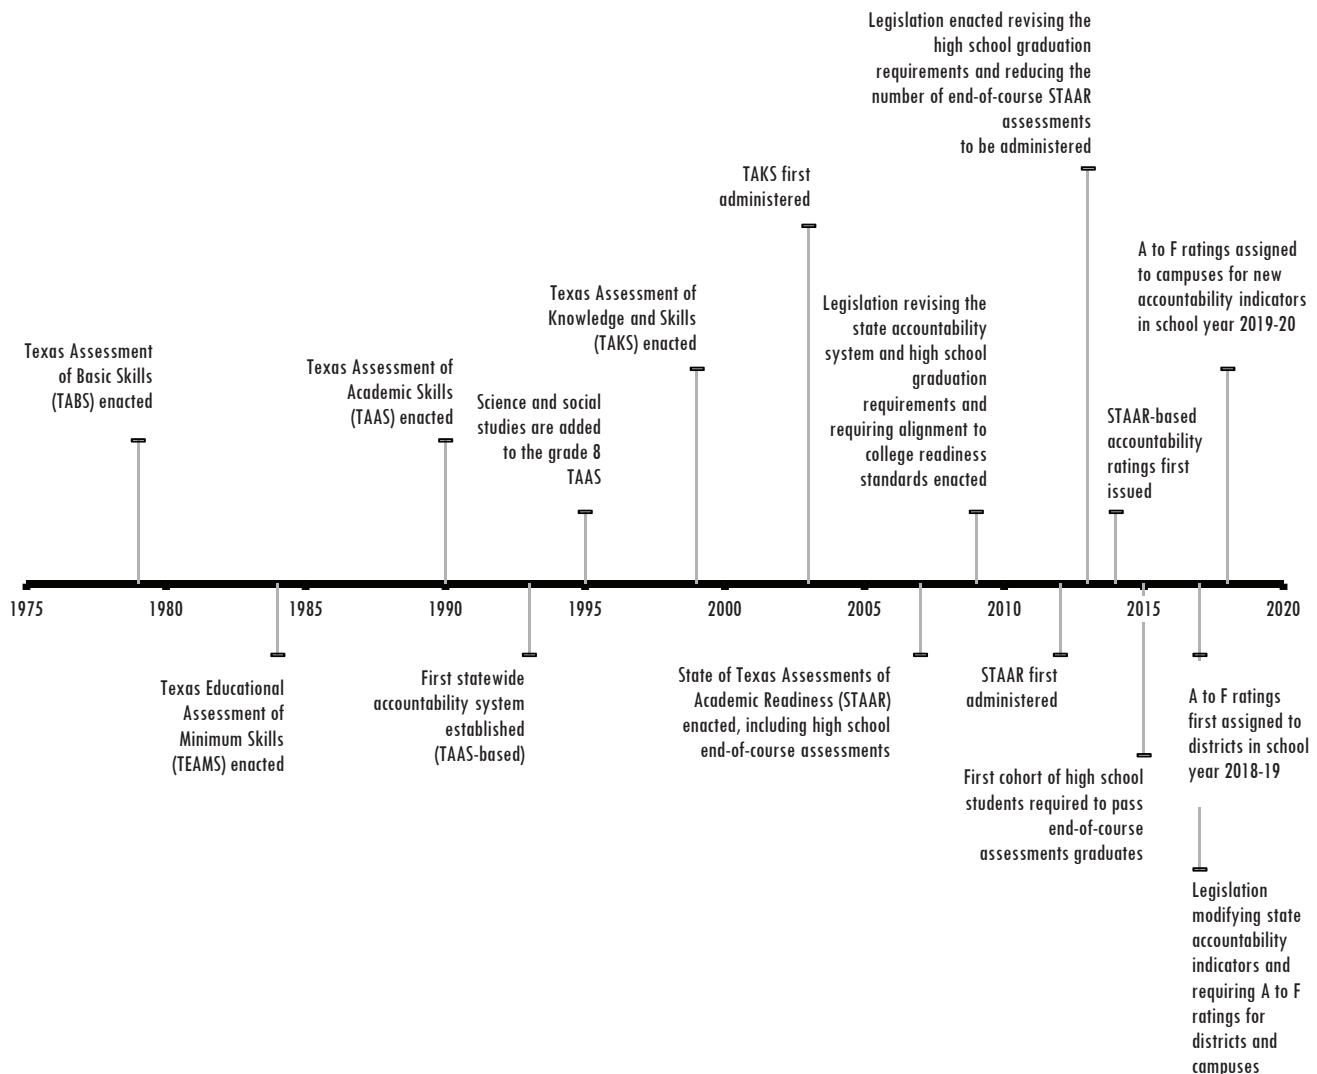 Legislation enacted revising the
high school graduation
requirements and reducing the
number of end-of-course STAAR
assessments
to be administered
TAKS first
administered
A to F ratings assigned
to campuses for new
accountability indicators
in school year 2019-20
Texas Assessment of
Knowledge and Skills
(TAKS) enacted
Legislation revising the
state accountability
system and high school
graduation
requirements and
requiring alignment to
college readiness
standards enacted
Texas Assessment
of Basic Skills
(TABS) enacted
Texas Assessment of
Academic Skills
(TAAS) enacted
Science and social
studies are added
to the grade 8
TAAS
STAAR-based
accountability
ratings first
issued
1975 1980 1985 1990 1995 2000 2005 2010 2015 2020
Texas Educational
Assessment of
Minimum Skills
(TEAMS) enacted
First statewide
accountability system
established
(TAAS-based)
State of Texas Assessments of
Academic Readiness (STAAR)
enacted, including high school
end-of-course assessments
STAAR first
administered
First cohort of high school
students required to pass
end-of-course
assessments graduates
A to F ratings
first assigned to
districts in school
year 2018-19
Legislation
modifying state
accountability
indicators and
requiring A to F
ratings for
districts and
campuses